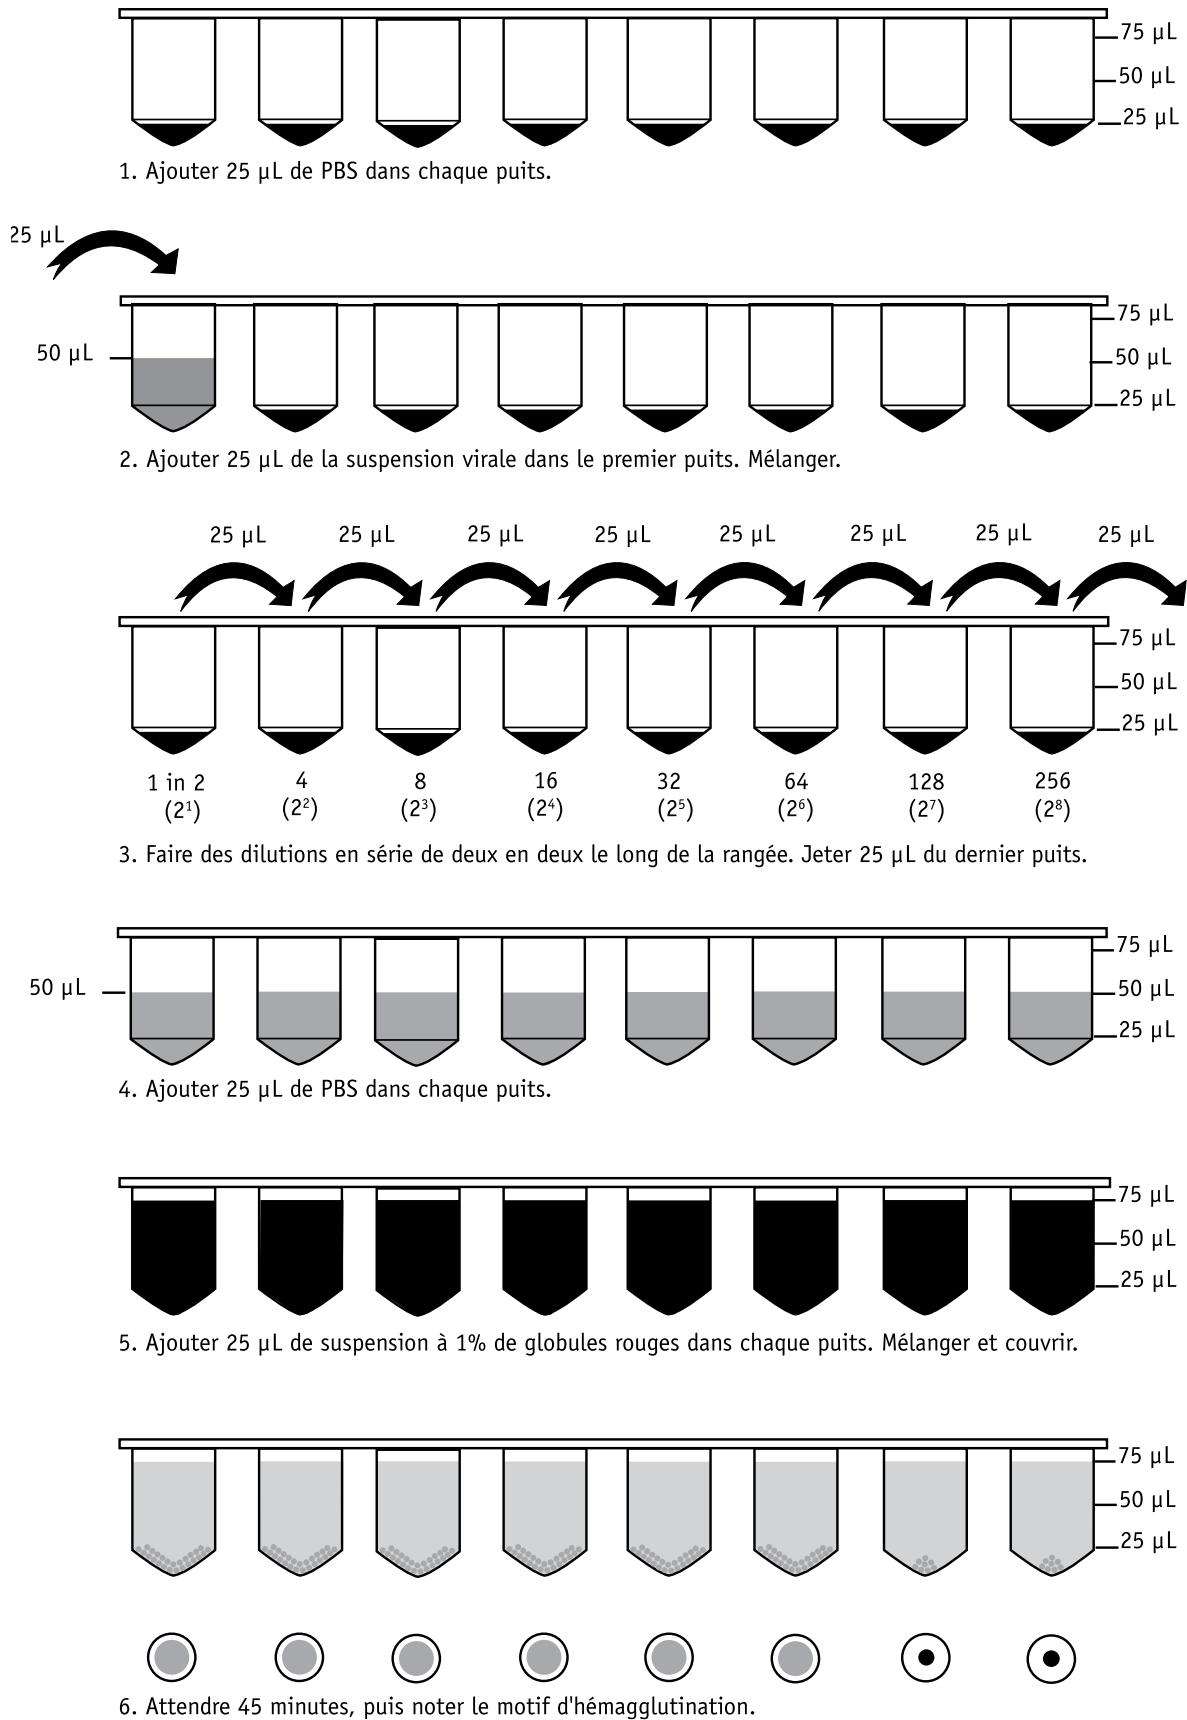 75 µL
50 µL
25 µL
1. Ajouter 25 µL de PBS dans chaque puits.
25 µL
50 µL
75 µL
50 µL
25 µL
2. Ajouter 25 µL de la suspension virale dans le premier puits. Mélanger.
25 µL 25 µL 25 µL 25 µL 25 µL 25 µL 25 µL 25 µL
75 µL
50 µL
25 µL
1 in 2 4 8 16 32 64 128 256
(2¹) (2²) (2³) (2⁴) (2⁵) (2⁶) (2⁷) (2⁸)
3. Faire des dilutions en série de deux en deux le long de la rangée. Jeter 25 µL du dernier puits.
50 µL
75 µL
50 µL
25 µL
4. Ajouter 25 µL de PBS dans chaque puits.
75 µL
50 µL
25 µL
5. Ajouter 25 µL de suspension à 1% de globules rouges dans chaque puits. Mélanger et couvrir.
75 µL
50 µL
25 µL
6. Attendre 45 minutes, puis noter le motif d'hémagglutination.